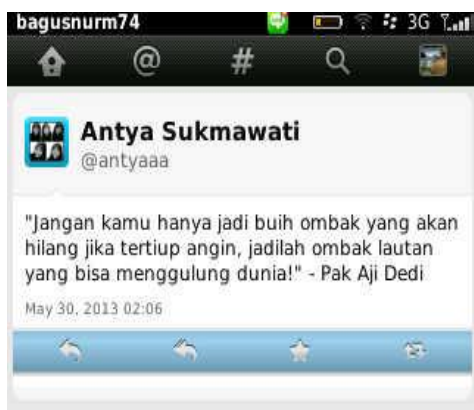 bagusnurm74 3G
@ #
Antya Sukmawati
@antyaaa
"Jangan kamu hanya jadi buih ombak yang akan
hilang jika tertiup angin, jadilah ombak lautan
yang bisa menggulung dunia!" - Pak Aji Dedi
May 30, 2013 02:06